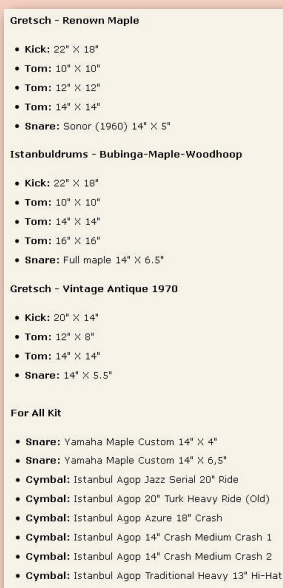 Gretsch - Renown Maple
• Kick: 22" X 18"
• Tom: 10" X 10"
• Tom: 12" X 12"
• Tom: 14" X 14"
• Snare: Sonor (1960) 14" X 5"
Istanbuldrums - Bubinga-Maple-Woodhoop
• Kick: 22" X 18"
• Tom: 10" X 10"
• Tom: 14" X 14"
• Tom: 16" X 16"
• Snare: Full maple 14" X 6.5"
Gretsch - Vintage Antique 1970
• Kick: 20" X 14"
• Tom: 12" X 8"
• Tom: 14" X 14"
• Snare: 14" X 5.5"
For All Kit
• Snare: Yamaha Maple Custom 14" X 4"
• Snare: Yamaha Maple Custom 14" X 6,5"
• Cymbal: Istanbul Agop Jazz Serial 20" Ride
• Cymbal: Istanbul Agop 20" Turk Heavy Ride (Old)
• Cymbal: Istanbul Agop Azure 18" Crash
• Cymbal: Istanbul Agop 14" Crash Medium Crash 1
• Cymbal: Istanbul Agop 14" Crash Medium Crash 2
• Cymbal: Istanbul Agop Traditional Heavy 13" Hi-Hat